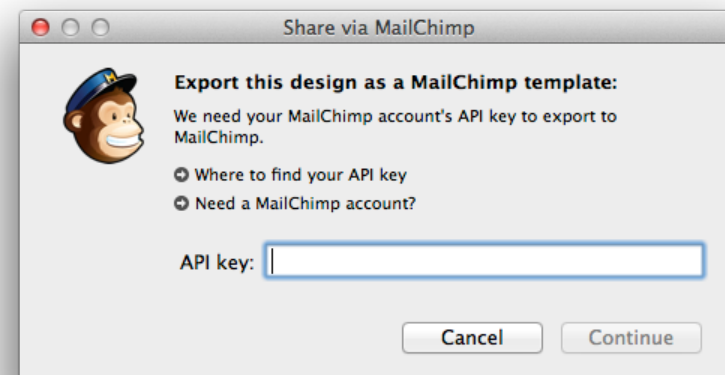 Share via MailChimp
Export this design as a MailChimp template:
We need your MailChimp account's API key to export to
MailChimp.
Where to find your API key
Need a MailChimp account?
API key:
Cancel
Continue